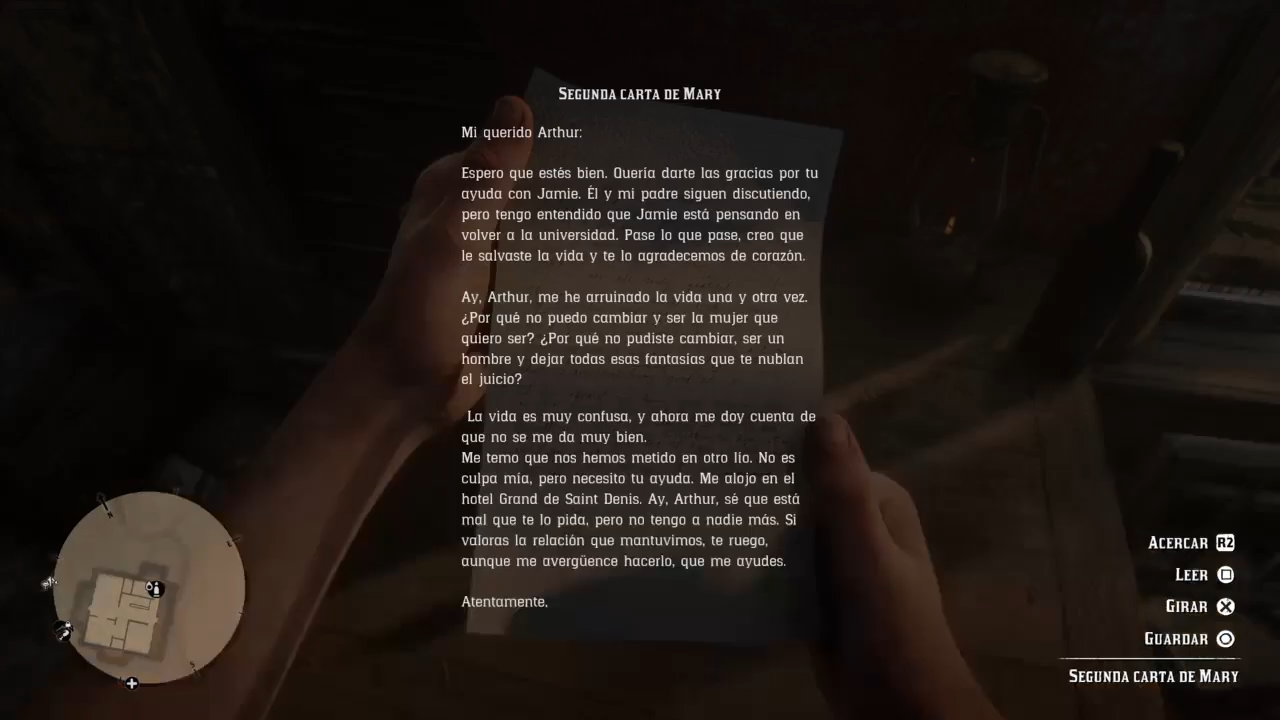 SEGUNDA CARTA DE MARY
Mi querido Arthur:
Espero que estés bien. Quería darte las gracias por tu
ayuda con Jamie. Él y mi padre siguen discutiendo,
pero tengo entendido que Jamie está pensando en
volver a la universidad. Pase lo que pase, creo que
le salvaste la vida y te lo agradecemos de corazón.
Ay, Arthur, me he arruinado la vida una y otra vez.
¿Por qué no puedo cambiar y ser la mujer que
quiero ser? ¿Por qué no pudiste cambiar, ser un
hombre y dejar todas esas fantasías que te nublan
el juicio?
La vida es muy confusa, y ahora me doy cuenta de
que no se me da muy bien.
Me temo que nos hemos metido en otro lío. No es
culpa mía, pero necesito tu ayuda. Me alojo en el
hotel Grand de Saint Denis. Ay, Arthur, sé que está
mal que te lo pida, pero no tengo a nadie más. Si
valoras la relación que mantuvimos, te ruego,
aunque me avergüence hacerlo, que me ayudes.
Atentamente,
ACERCAR R2
LEER
GIRAR
GUARDAR
SEGUNDA CARTA DE MARY